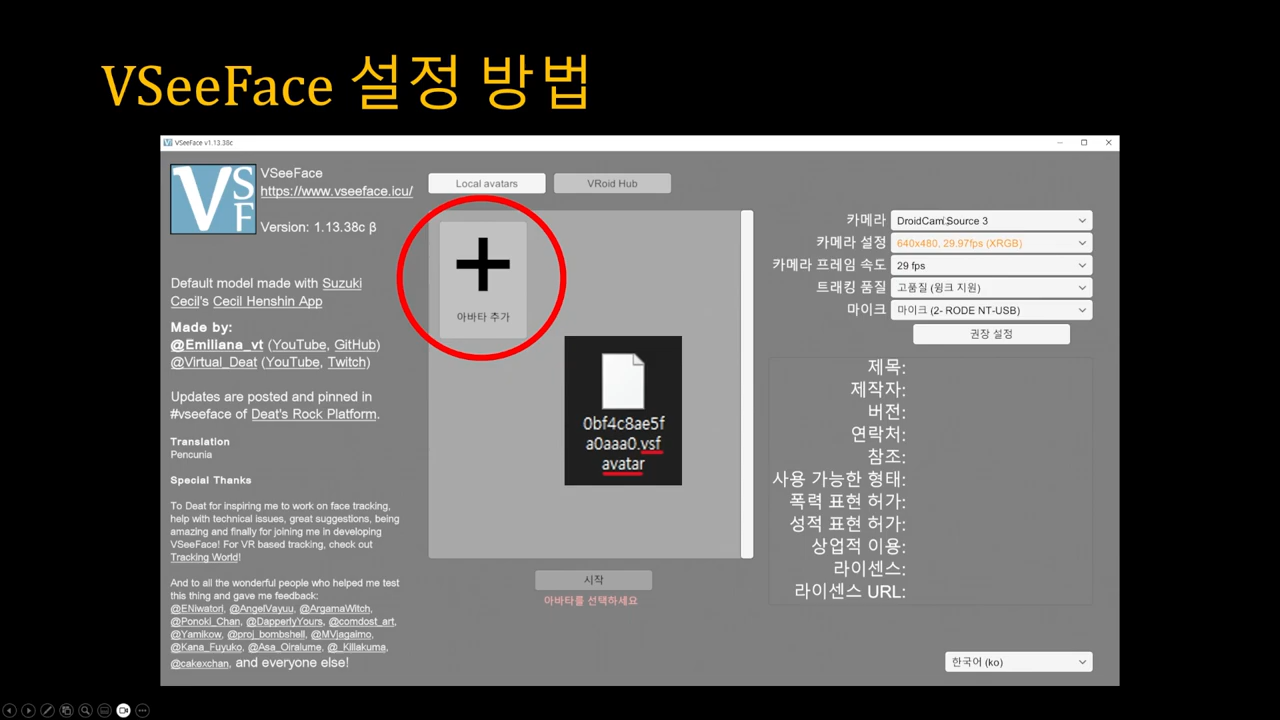 VSeeFace 설정 방법
VSeeFace v1.13.38c
VSF
VSeeFace
https://www.vseeface.icu/
Version: 1.13.38c β
Default model made with Suzuki
Cecil's Cecil Henshin App
Made by:
@Emiliana_vt (YouTube, GitHub)
@Virtual_Deat (YouTube, Twitch)
Updates are posted and pinned in
#vseeface of Deat's Rock Platform.
Translation
Pencunia
Special Thanks
To Deat for inspiring me to work on face tracking,
help with technical issues, great suggestions, being
amazing and finally for joining me in developing
VSeeFace! For VR based tracking, check out
Tracking World!
And to all the wonderful people who helped me test
this thing and gave me feedback:
@ENiwatori, @AngelVayuu, @ArgamaWitch,
@Ponoki_Chan, @DapperlyYours, @comdost_art,
@Yamikow, @proj_bombshell, @MVjagaimo,
@Kana_Fuyuko, @Asa_Oiralume, @_Killakuma,
@cakexchan, and everyone else!
Local avatars
VRoid Hub
아바타 추가
0bf4c8ae5f
a0aaa0.vsf
avatar
시작
아바타를 선택하세요
카메라 DroidCam Source 3
카메라 설정 640x480, 29.97fps (XRGB)
카메라 프레임 속도 29 fps
트래킹 품질 고품질 (윙크 지원)
마이크 마이크 (2- RODE NT-USB)
권장 설정
제목:
제작자:
버전:
연락처:
참조:
사용 가능한 형태:
폭력 표현 허가:
성적 표현 허가:
상업적 이용:
라이센스:
라이센스 URL:
한국어 (ko)